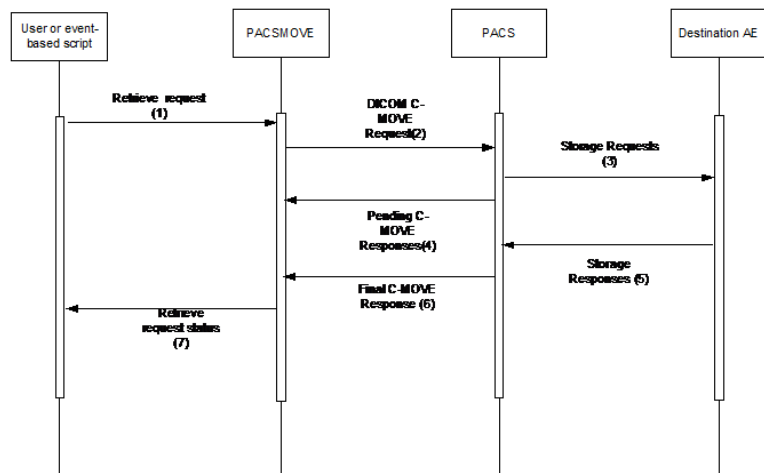 User or event-
based script
PACSMOVE
PACS
Destination AE
Retrieve request
(1)
DICOM C-
MOVE
Request(2)
Storage Requests
(3)
Pending C-
MOVE
Responses(4)
Storage
Responses (5)
Final C-MOVE
Response (6)
Retrieve
request status
(7)